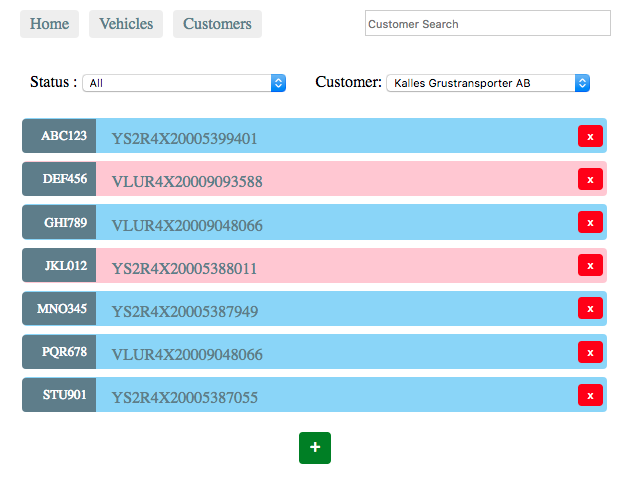 Home Vehicles Customers Customer Search
Status : All Customer: Kalles Grustransporter AB
ABC123 YS2R4X20005399401 x
DEF456 VLUR4X20009093588 x
GHI789 VLUR4X20009048066 x
JKL012 YS2R4X20005388011 x
MNO345 YS2R4X20005387949 x
PQR678 VLUR4X20009048066 x
STU901 YS2R4X20005387055 x
+